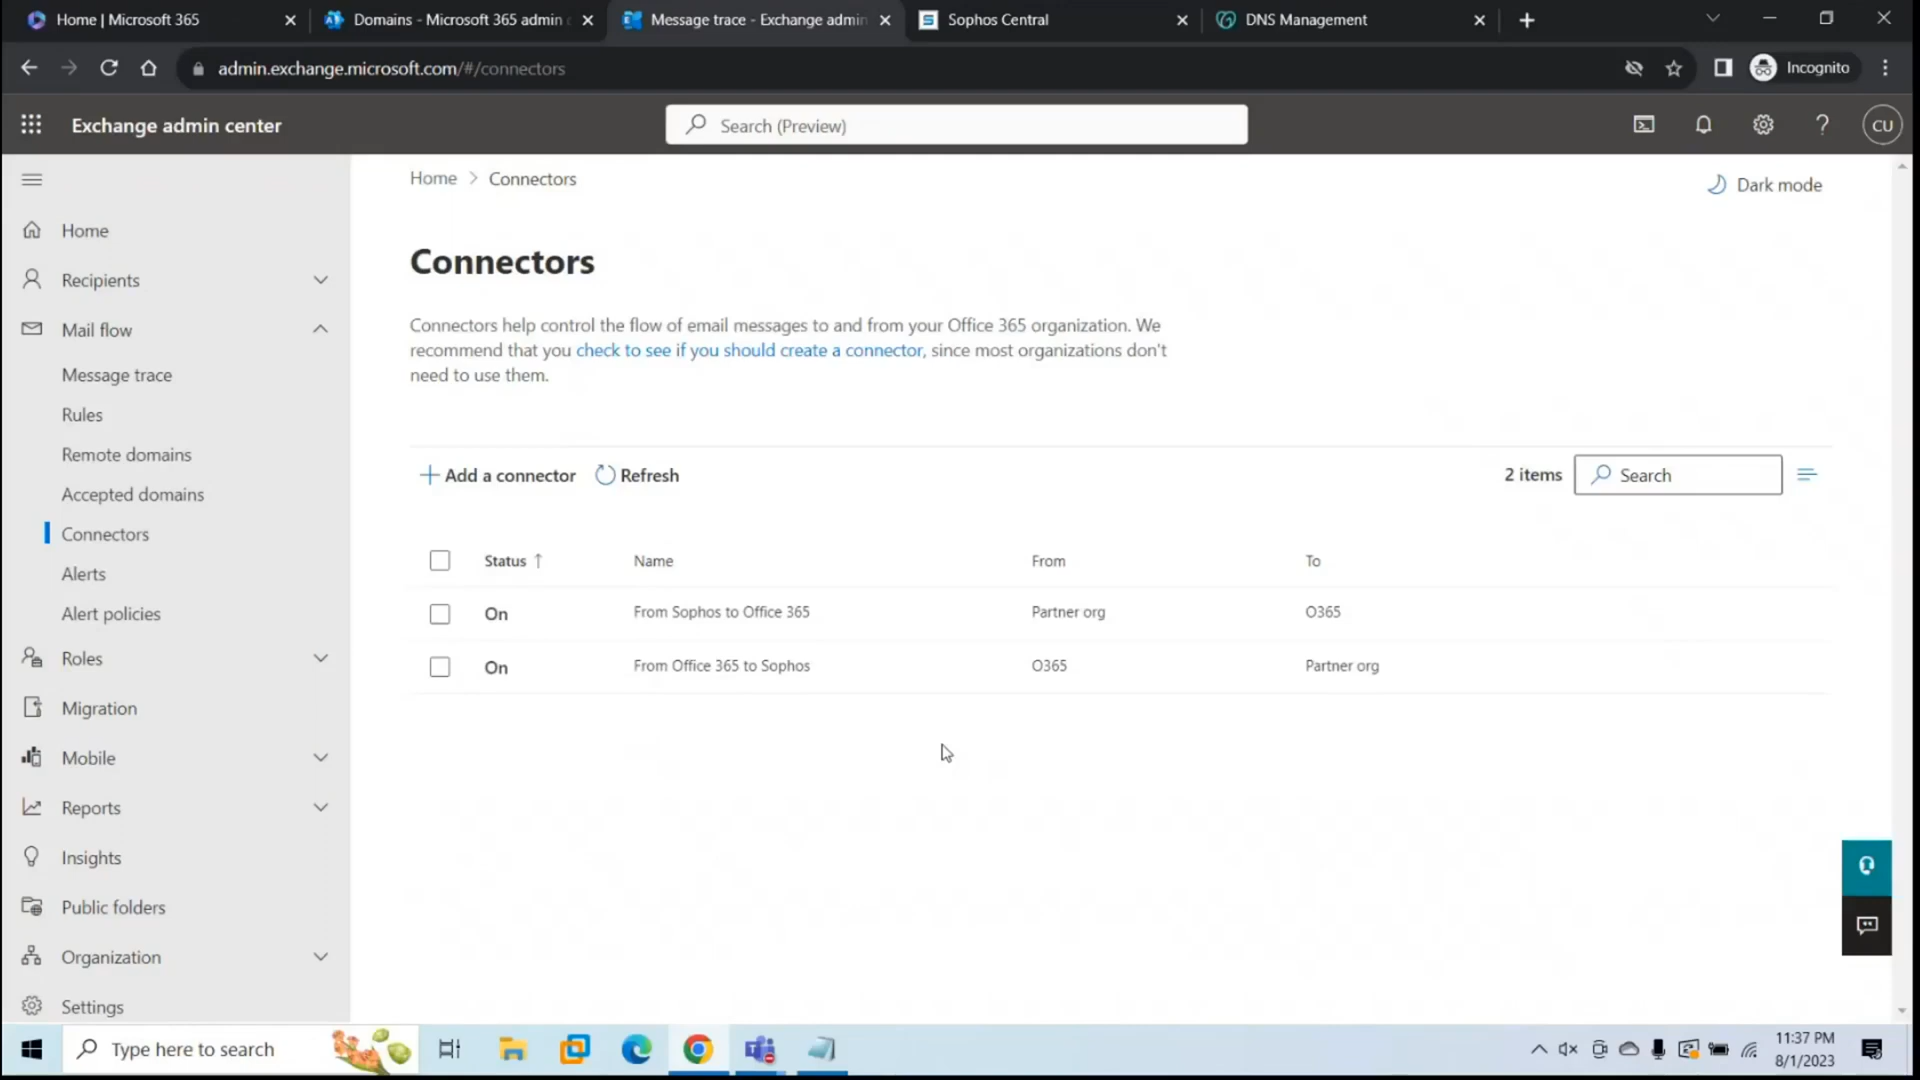 Home | Microsoft 365
Domains - Microsoft 365 admin c
Message trace - Exchange admin
Sophos Central
DNS Management
admin.exchange.microsoft.com/#/connectors
Incognito
Exchange admin center
Search (Preview)
CU
Home > Connectors
Dark mode
Home
Recipients
Mail flow
Message trace
Rules
Remote domains
Accepted domains
Connectors
Alerts
Alert policies
Roles
Migration
Mobile
Reports
Insights
Public folders
Organization
Settings
Connectors
Connectors help control the flow of email messages to and from your Office 365 organization. We
recommend that you check to see if you should create a connector, since most organizations don't
need to use them.
Add a connector
Refresh
2 items
Search
Status Name From To
On From Sophos to Office 365 Partner org O365
On From Office 365 to Sophos O365 Partner org
Type here to search
11:37 PM
8/1/2023